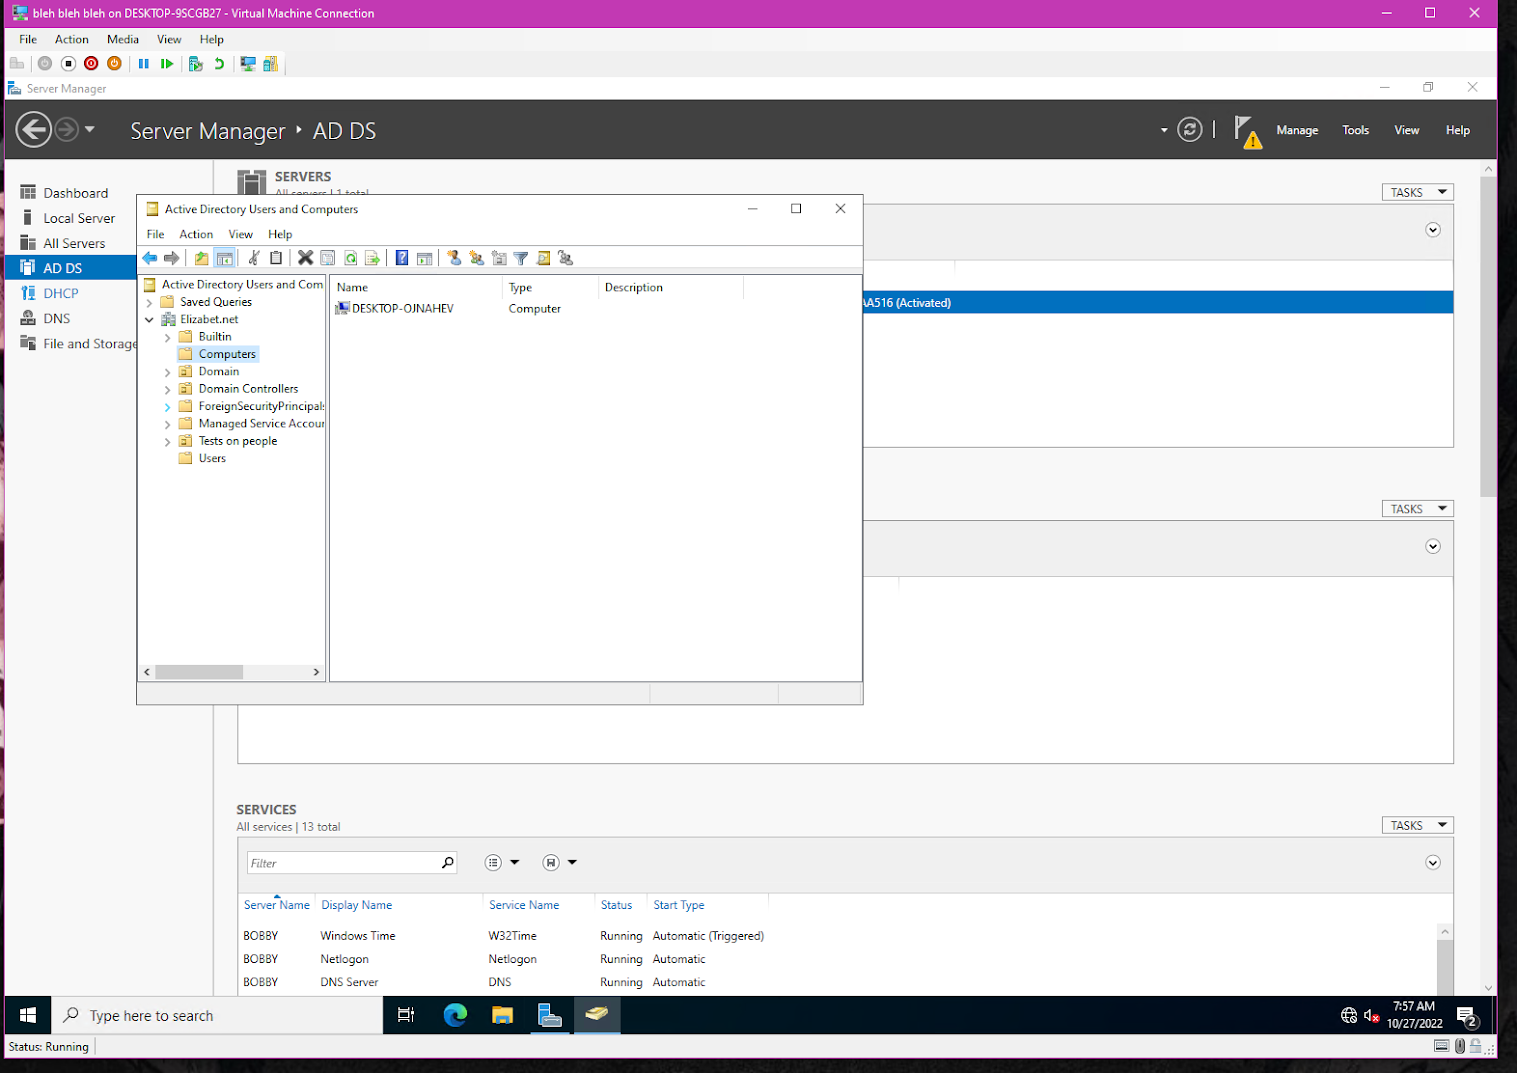 bleh bleh bleh on DESKTOP-9SCGB27 - Virtual Machine Connection
File Action Media View Help
Server Manager
Server Manager ‣ AD DS
Manage Tools View Help
Dashboard
Local Server
All Servers
AD DS
DHCP
DNS
File and Storage
SERVERS
All servers | 1 total
TASKS
Active Directory Users and Computers
File Action View Help
Active Directory Users and Com
Saved Queries
Elizabet.net
Builtin
Computers
Domain
Domain Controllers
ForeignSecurityPrincipals
Managed Service Accour
Tests on people
Users
Name Type Description
DESKTOP-OJNAHEV Computer
AA516 (Activated)
TASKS
SERVICES
All services | 13 total
TASKS
Filter
Server Name Display Name Service Name Status Start Type
BOBBY Windows Time W32Time Running Automatic (Triggered)
BOBBY Netlogon Netlogon Running Automatic
BOBBY DNS Server DNS Running Automatic
Type here to search
7:57 AM
10/27/2022
2
Status: Running